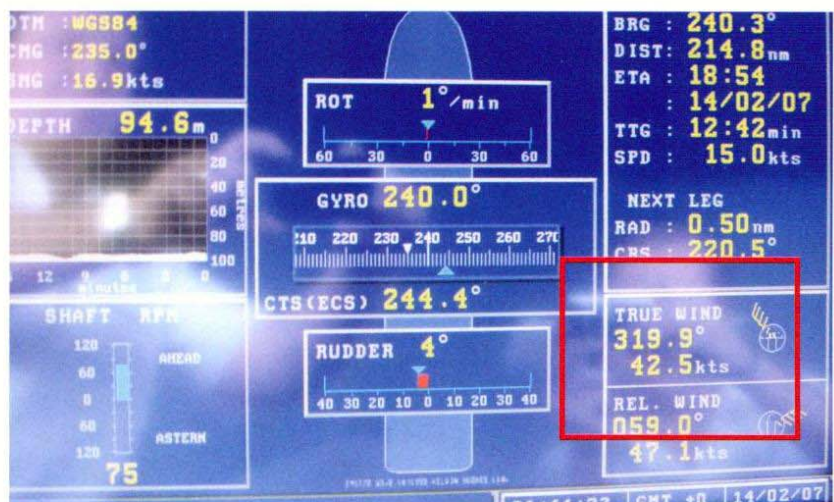 :WGS84
CMG :235.0°
SMG :16.9kts
DEPTH 94.6m
0
20
40
60
80
100
metres
12 9 6 3 0
minutes
SHAFT RPM
120
60
0
60
120
AHEAD
ASTERN
75
ROT 1°/min
60 30 0 30 60
GYRO 240.0°
220 230 240 250 260
CTS(ECS) 244.4°
RUDDER 4°
40 30 20 10 0 10 20 30 40
BRG : 240.3°
DIST: 214.8nm
ETA : 18:54
: 14/02/07
TTG : 12:42min
SPD : 15.0kts
NEXT LEG
RAD : 0.50nm
CRS : 220.5°
TRUE WIND
319.9°
42.5kts
REL. WIND
059.0°
47.1kts
GMT +0
14/02/07